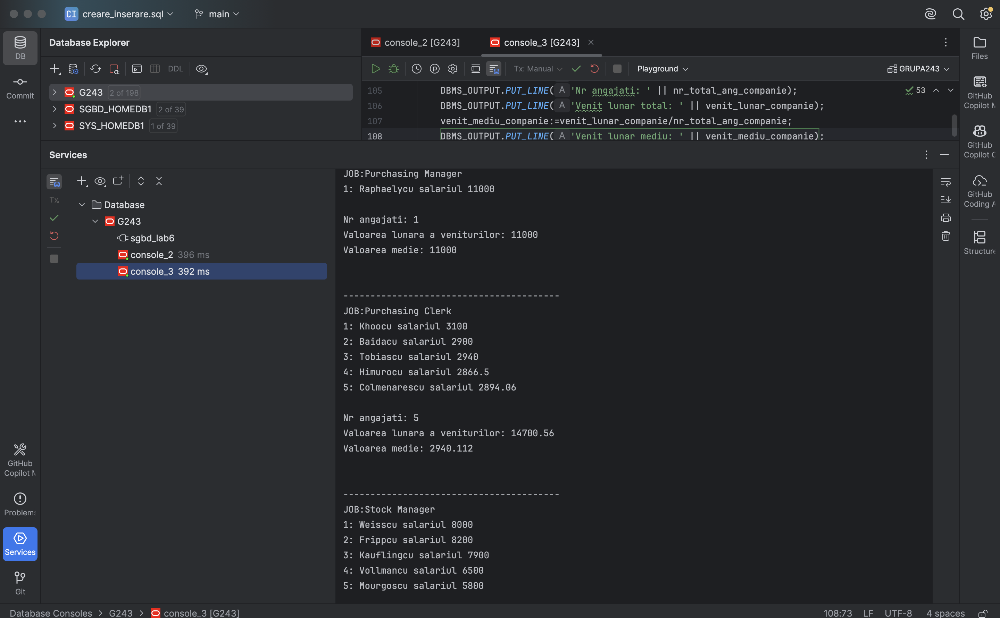 CI creare_inserare.sql main
DB
Commit
Database Explorer
DDL
G243 2 of 198
SGBD_HOMEDB1 2 of 39
SYS_HOMEDB1 1 of 39
console_2 [G243] console_3 [G243]
Tx: Manual Playground GRUPA243
105 DBMS_OUTPUT.PUT_LINE( A 'Nr angajati: ' || nr_total_ang_companie);
53
106 DBMS_OUTPUT.PUT_LINE( A 'Venit lunar total: ' || venit_lunar_companie);
107 venit_mediu_companie:=venit_lunar_companie/nr_total_ang_companie;
108 DBMS_OUTPUT.PUT_LINE( A 'Venit lunar mediu: ' || venit_mediu_companie);
Files
GitHub
Copilot
GitHub
Copilot
GitHub
Coding
Structure
Services
Tx
Database
G243
sgbd_lab6
console_2 396 ms
console_3 392 ms
JOB:Purchasing Manager
1: Raphaelycu salariul 11000
Nr angajati: 1
Valoarea lunara a veniturilor: 11000
Valoarea medie: 11000
----------------------------------------
JOB:Purchasing Clerk
1: Khoocu salariul 3100
2: Baidacu salariul 2900
3: Tobiascu salariul 2940
4: Himurocu salariul 2866.5
5: Colmenarescu salariul 2894.06
Nr angajati: 5
Valoarea lunara a veniturilor: 14700.56
Valoarea medie: 2940.112
----------------------------------------
JOB:Stock Manager
1: Weisscu salariul 8000
2: Frippcu salariul 8200
3: Kauflingcu salariul 7900
4: Vollmancu salariul 6500
5: Mourgoscu salariul 5800
GitHub
Copilot
Problems
Services
Git
Database Consoles > G243 > console_3 [G243]
108:73 LF UTF-8 4 spaces